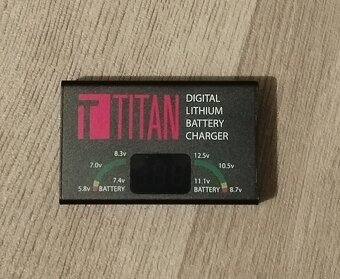 TITAN
DIGITAL
LITHIUM
BATTERY
CHARGER
8.3v
12.5v
7.0v
10.5v
7.4v
11.1v
5.8v
BATTERY
BATTERY
8.7v